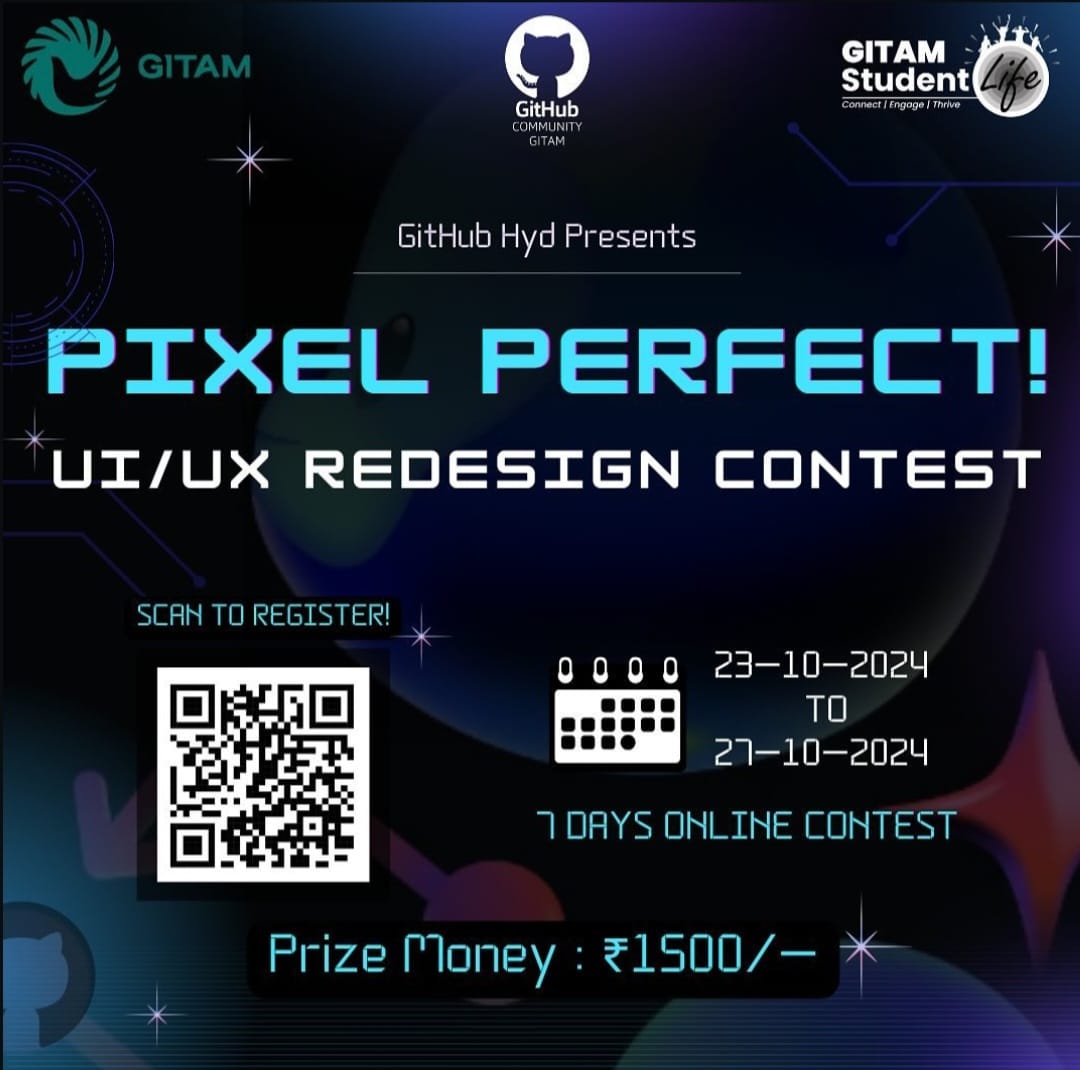 GITAM
GitHub
COMMUNITY
GITAM
GITAM
Student
Life
Connect | Engage | Thrive
GitHub Hyd Presents
PIXEL PERFECT!
UI/UX REDESIGN CONTEST
SCAN TO REGISTER!
23-10-2024
TO
27-10-2024
7 DAYS ONLINE CONTEST
Prize Money : ₹1500/-